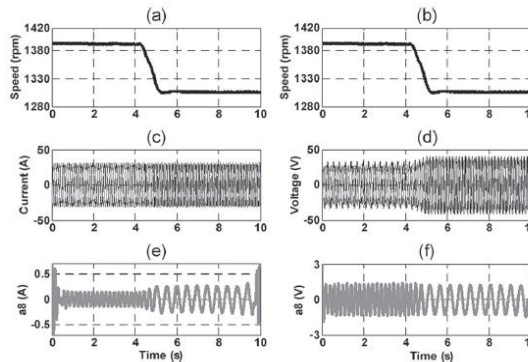 (a)
Speed (rpm)
1420
1380
1330
1280
0 2 4 6 8 10
(b)
Speed (rpm)
1420
1380
1330
1280
0 2 4 6 8 10
(c)
Current (A)
50
0
-50
0 2 4 6 8 10
(d)
Voltage (V)
50
0
-50
0 2 4 6 8 10
(e)
a8 (A)
0.5
0
-0.5
0 2 4 6 8 10
Time (s)
(f)
a8 (V)
3
0
-3
0 2 4 6 8 10
Time (s)